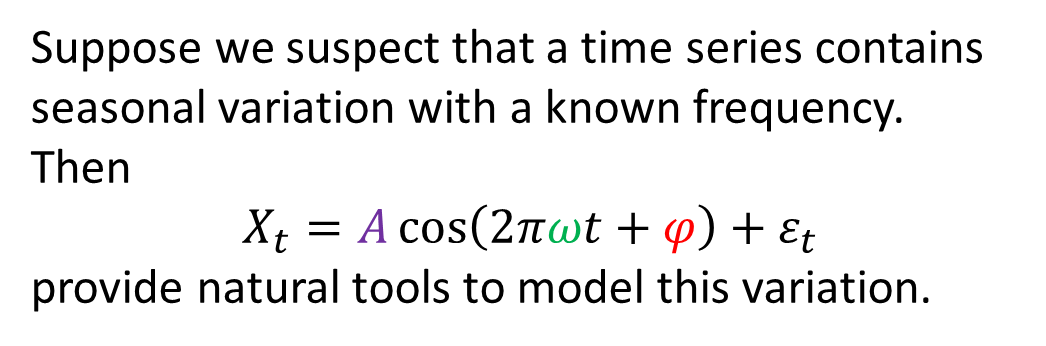 Suppose we suspect that a time series contains
seasonal variation with a known frequency.
Then
𝑋ₜ = 𝐴 cos(2𝜋𝜔t + 𝜑) + 𝜀ₜ
provide natural tools to model this variation.